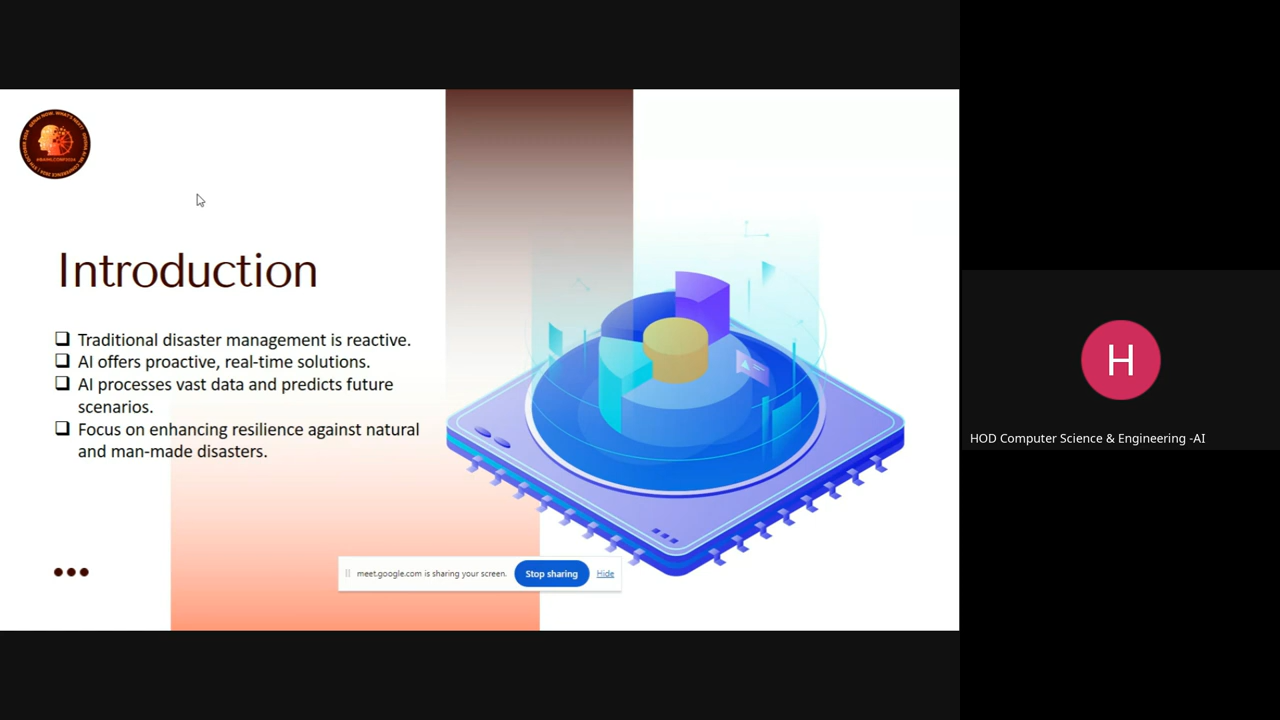 Introduction
❑ Traditional disaster management is reactive.
❑ AI offers proactive, real-time solutions.
❑ AI processes vast data and predicts future
scenarios.
❑ Focus on enhancing resilience against natural
and man-made disasters.
meet.google.com is sharing your screen.
Stop sharing
Hide
H
HOD Computer Science & Engineering -AI